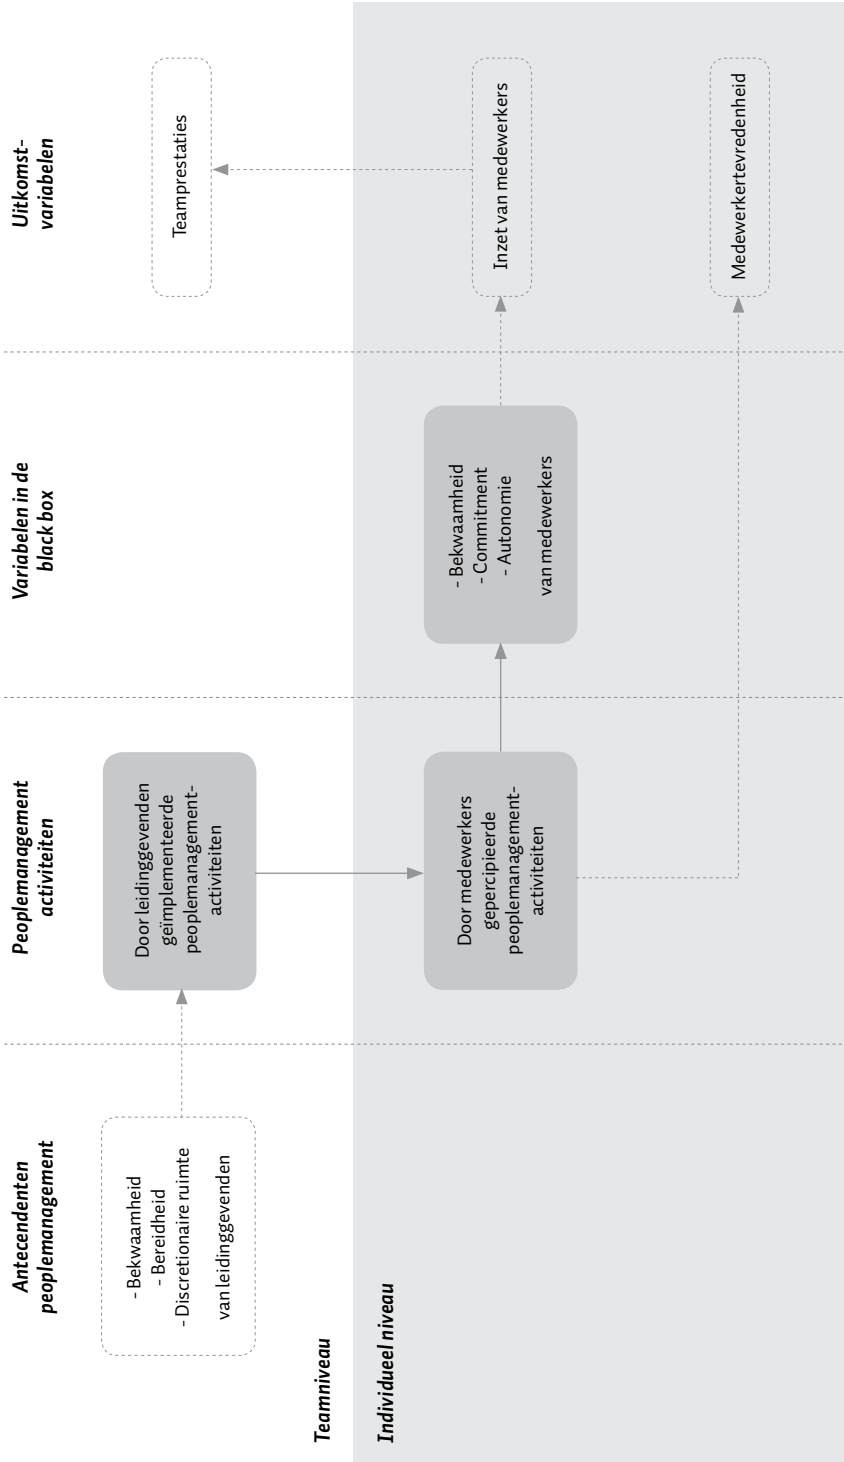 Antecendenten
peoplemanagement
Peoplemanagement
activiteiten
Variabelen in de
black box
Uitkomst-
variabelen
- Bekwaamheid
- Bereidheid
- Discretionaire ruimte
van leidinggevenden
Door leidinggevenden
geïmplementeerde
peoplemanagement-
activiteiten
Teamprestaties
Teamniveau
Individueel niveau
Door medewerkers
gepercipieerde
peoplemanagement-
activiteiten
- Bekwaamheid
- Commitment
- Autonomie
van medewerkers
Inzet van medewerkers
Medewerkertevredenheid